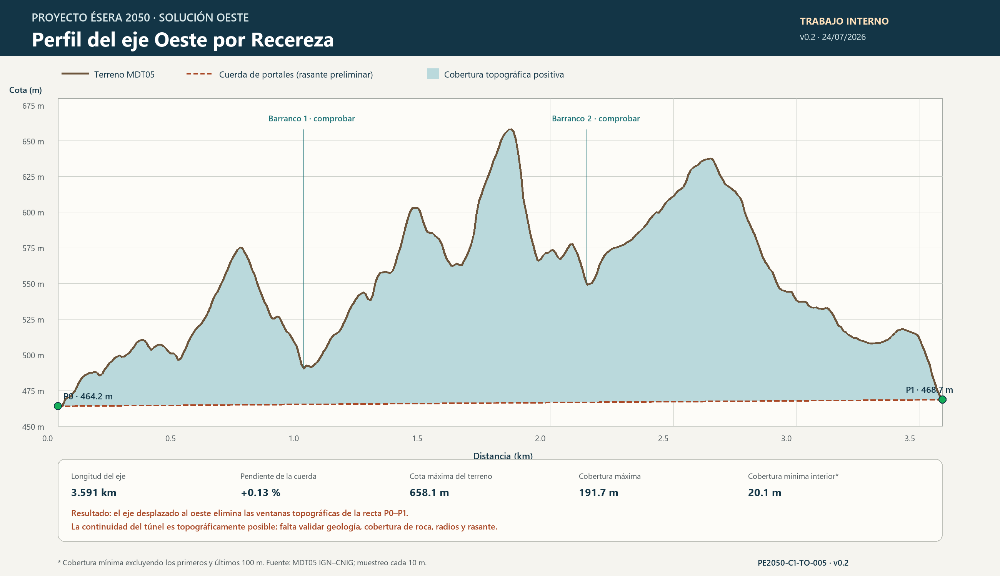 PROYECTO ÉSERA 2050 · SOLUCIÓN OESTE
Perfil del eje Oeste por Recereza
TRABAJO INTERNO
v0.2 · 24/07/2026
Terreno MDT05
Cuerda de portales (rasante preliminar)
Cobertura topográfica positiva
Cota (m)
675 m
650 m
625 m
600 m
575 m
550 m
525 m
500 m
475 m
450 m
Barranco 1 · comprobar
Barranco 2 · comprobar
P0 · 464.2 m
P1 · 468.7 m
0.0
0.5
1.0
1.5
2.0
2.5
3.0
3.5
Distancia (km)
Longitud del eje
3.591 km
Pendiente de la cuerda
+0.13 %
Cota máxima del terreno
658.1 m
Cobertura máxima
191.7 m
Cobertura mínima interior*
20.1 m
Resultado: el eje desplazado al oeste elimina las ventanas topográficas de la recta P0–P1.
La continuidad del túnel es topográficamente posible; falta validar geología, cobertura de roca, radios y rasante.
* Cobertura mínima excluyendo los primeros y últimos 100 m. Fuente: MDT05 IGN–CNIG; muestreo cada 10 m.
PE2050-C1-TO-005 · v0.2